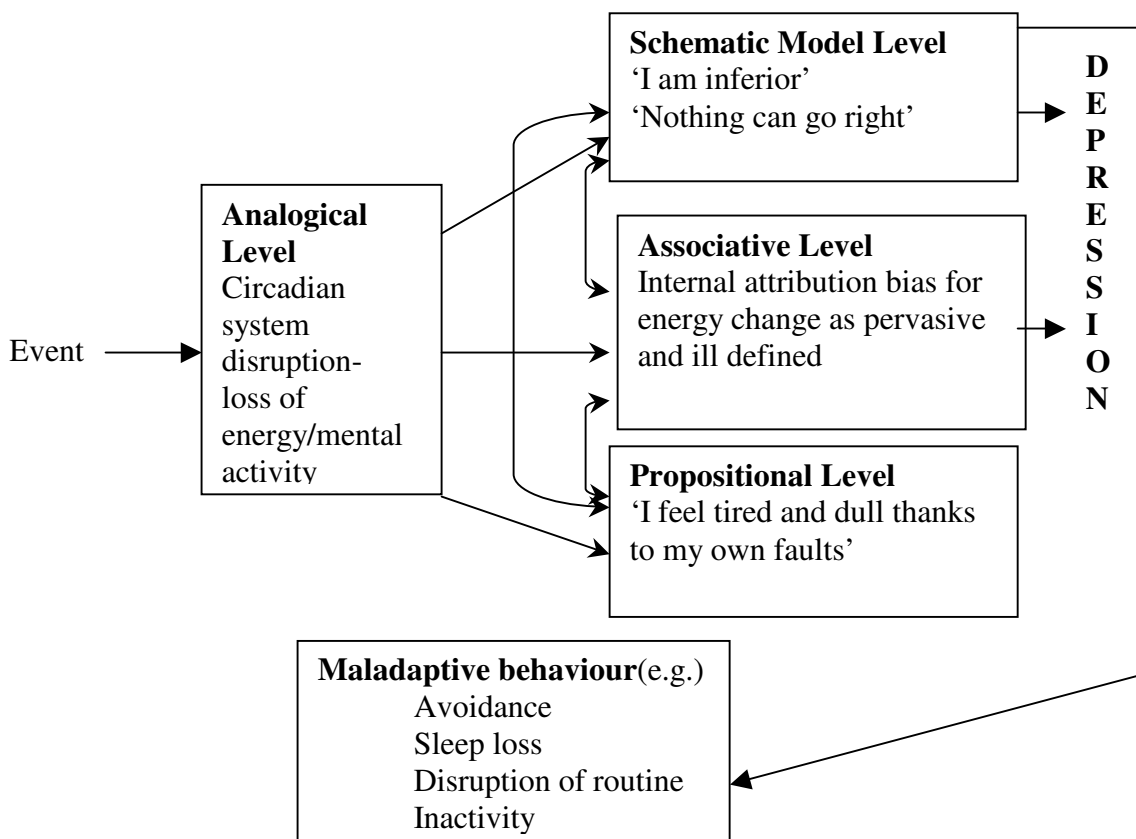 Schematic Model Level
‘I am inferior’
‘Nothing can go right’
Analogical
Level
Circadian
system
disruption-
loss of
energy/mental
activity
Event
Associative Level
Internal attribution bias for
energy change as pervasive
and ill defined
Propositional Level
‘I feel tired and dull thanks
to my own faults’
D
E
P
R
E
S
S
I
O
N
Maladaptive behaviour(e.g.)
Avoidance
Sleep loss
Disruption of routine
Inactivity